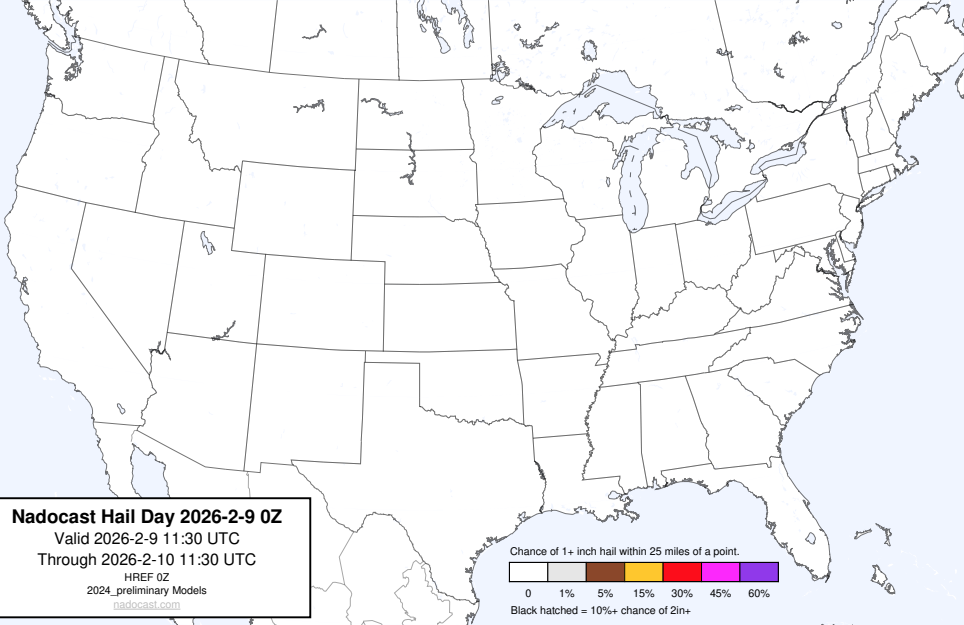 Nadocast Hail Day 2026-2-9 0Z
Valid 2026-2-9 11:30 UTC
Through 2026-2-10 11:30 UTC
HREF 0Z
2024_preliminary Models
nadocast.com
Chance of 1+ inch hail within 25 miles of a point.
0 1% 5% 15% 30% 45% 60%
Black hatched = 10%+ chance of 2in+